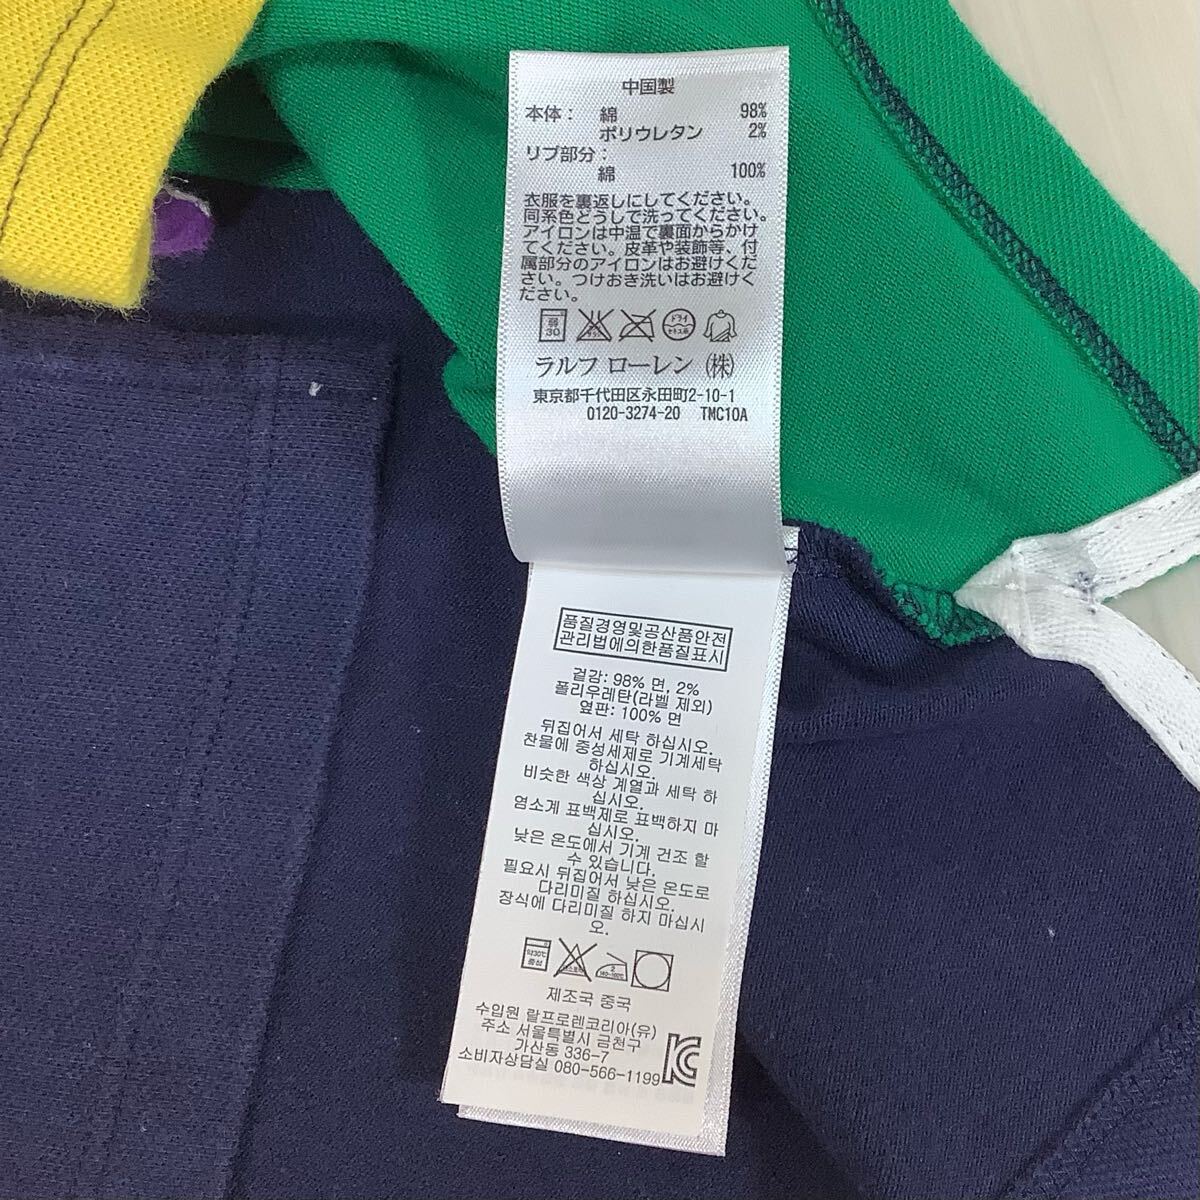 中国製
本体： 綿 98%
ポリウレタン 2%
リブ部分：
綿 100%
衣服を裏返しにしてください。
同系色どうしで洗ってください。
アイロンは中温で裏面からかけ
てください。皮革や装飾等、付
属部分のアイロンはお避けくだ
さい。つけおき洗いはお避けく
ださい。
弱 30 ドライ
ラルフ ローレン (株)
東京都千代田区永田町2-10-1
0120-3274-20 TMC10A
품질경영및공산품안전
관리법에의한품질표시
겉감: 98% 면, 2%
폴리우레탄(라벨 제외)
옆판: 100% 면
뒤집어서 세탁 하십시오.
찬물에 중성세제로 기계세탁
하십시오.
비슷한 색상 계열과 세탁 하
십시오.
염소계 표백제로 표백하지 마
십시오.
낮은 온도에서 기계 건조 할
수 있습니다.
필요시 뒤집어서 낮은 온도로
다리미질 하십시오.
장식에 다리미질 하지 마십시
오.
약30℃ 중성
제조국 중국
수입원 랄프로렌코리아(유)
주소 서울특별시 금천구
가산동 336-7
소비자상담실 080-566-1199